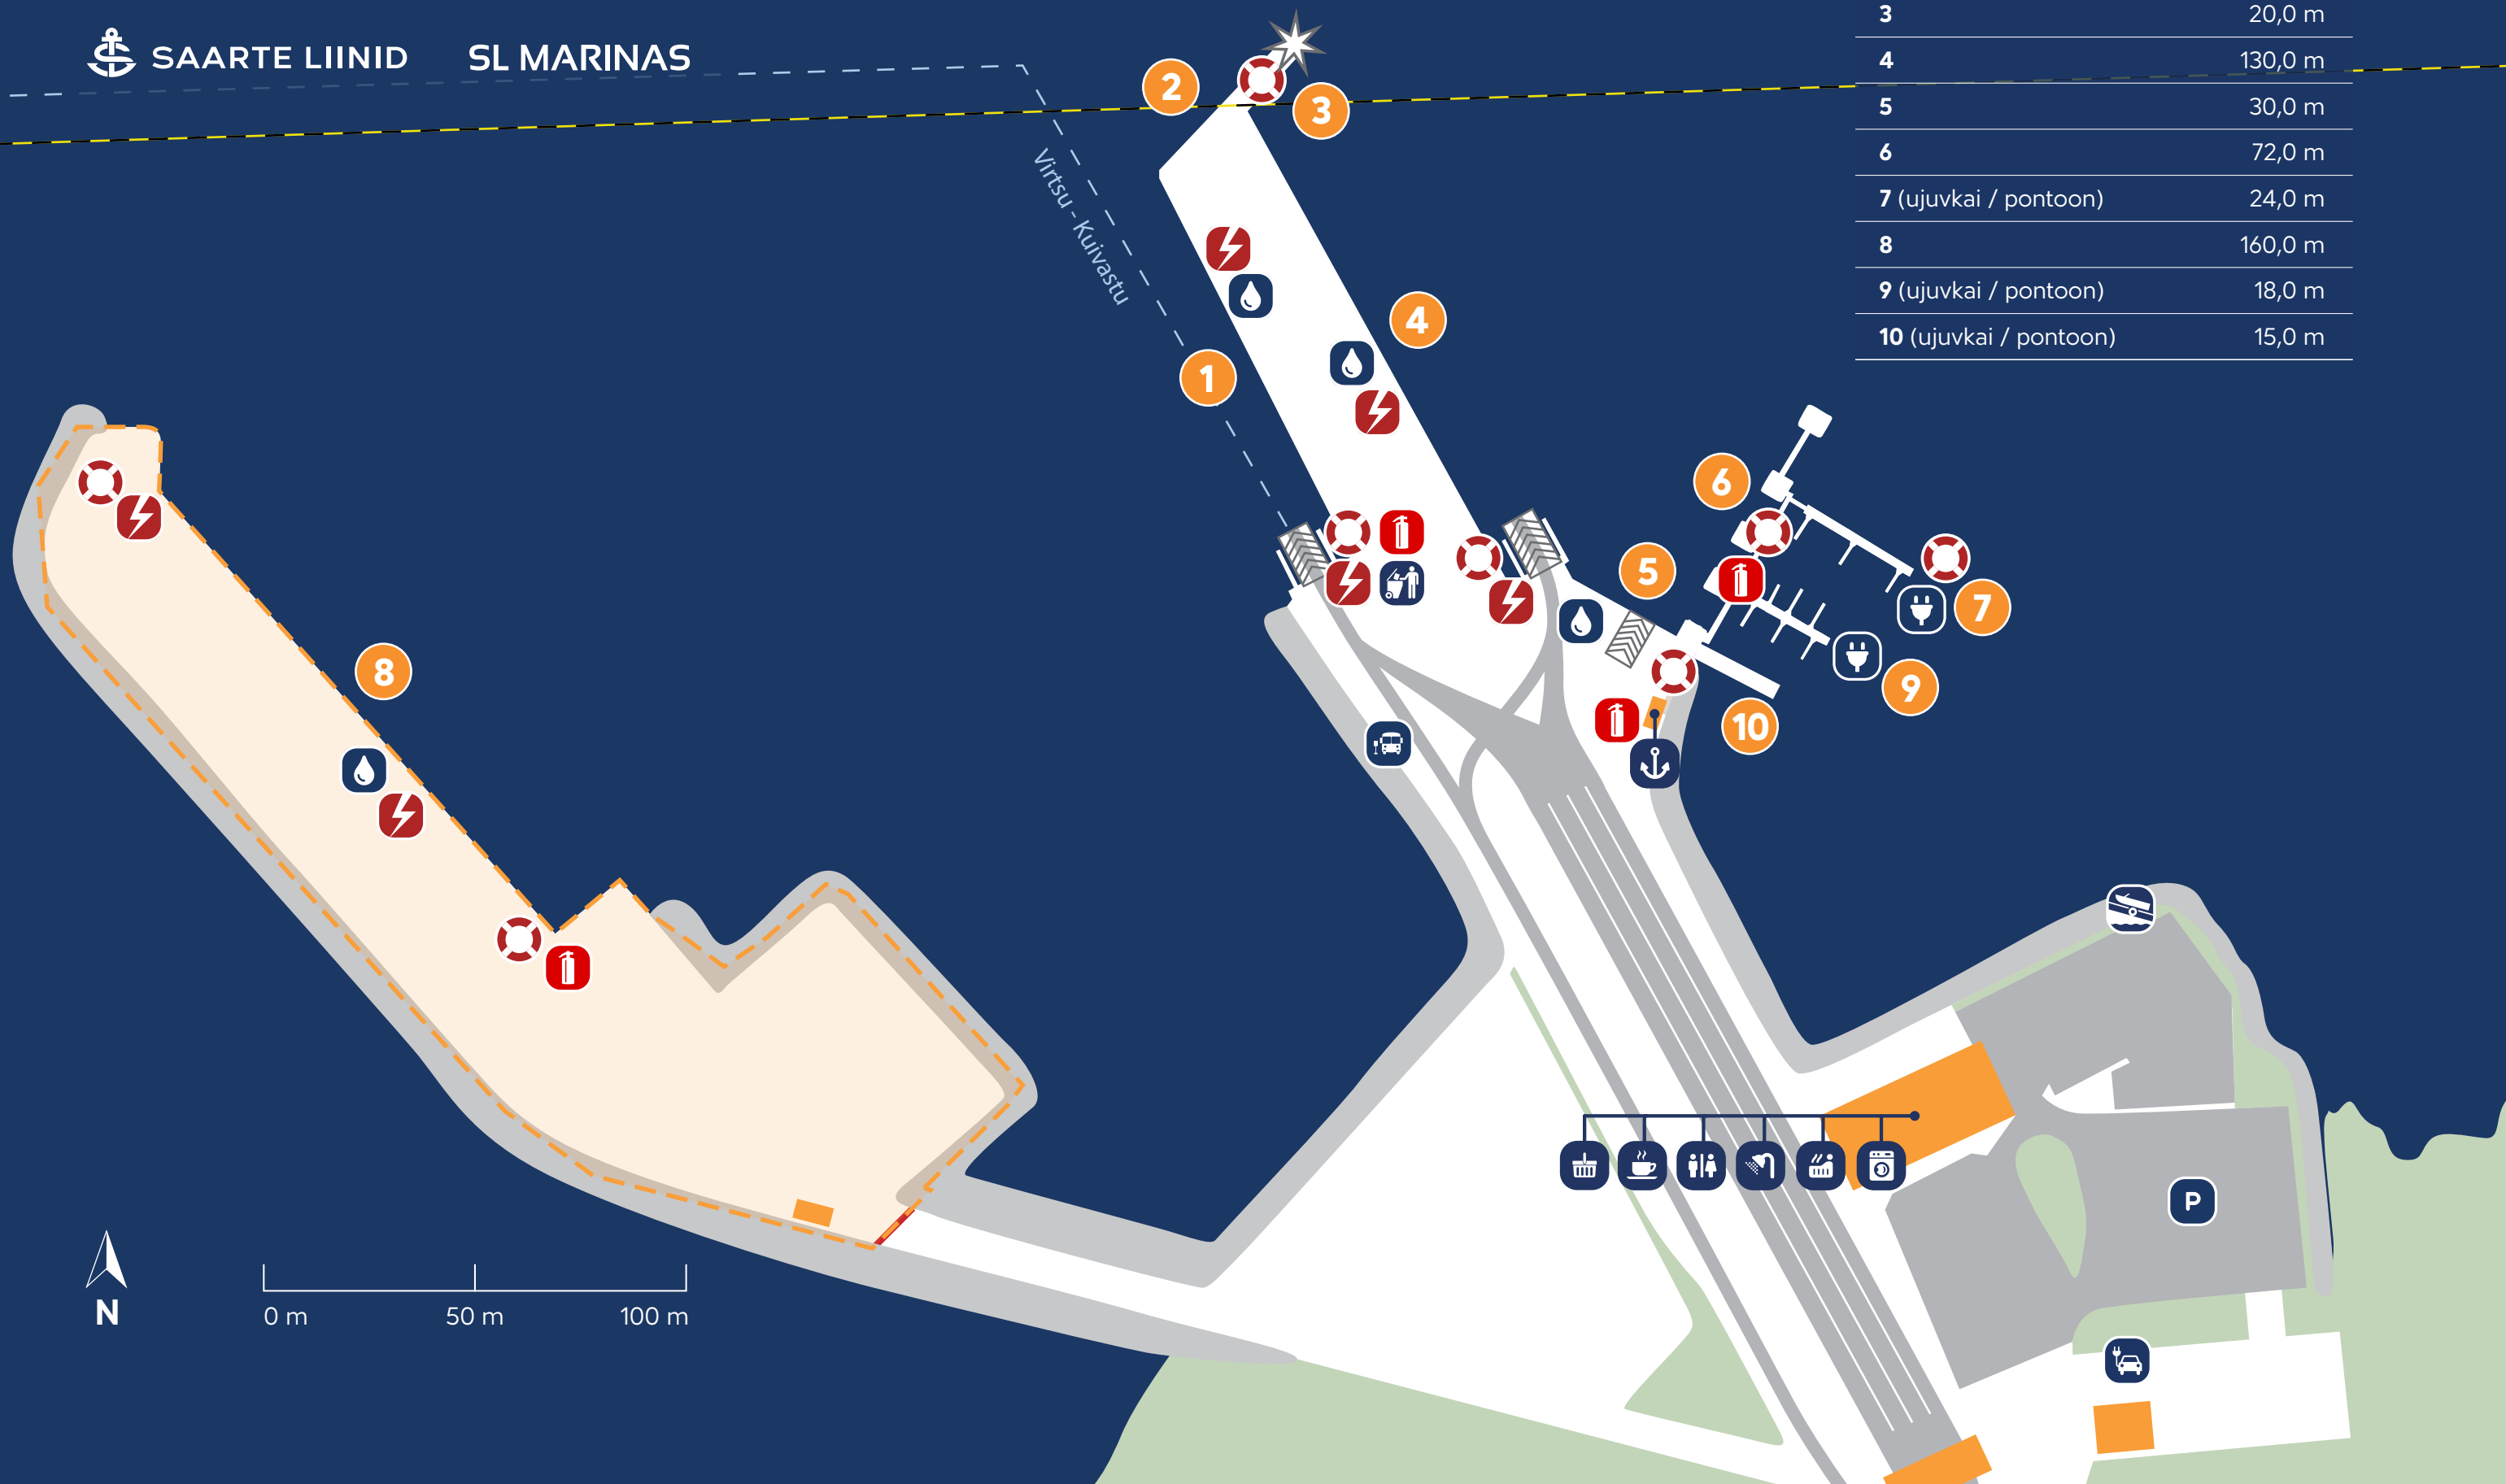 SAARTE LIINID
SL MARINAS
3 20,0 m
4 130,0 m
5 30,0 m
6 72,0 m
7 (ujuvkai / pontoon) 24,0 m
8 160,0 m
9 (ujuvkai / pontoon) 18,0 m
10 (ujuvkai / pontoon) 15,0 m
2
3
Virtsu - Kuivastu
4
1
6
5
7
8
9
10
P
N
0 m 50 m 100 m